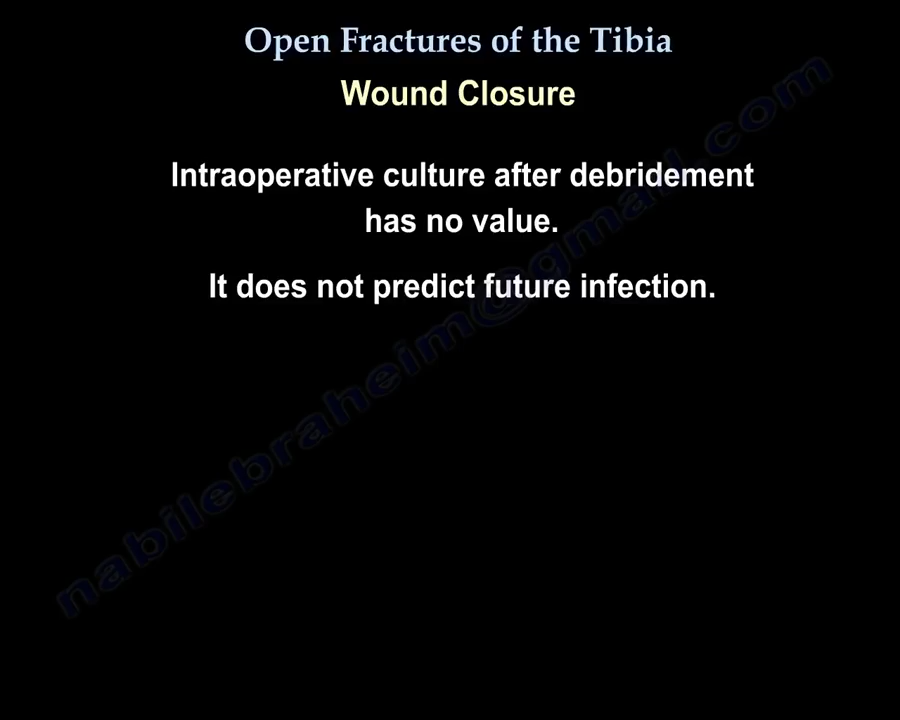 Open Fractures of the Tibia
Wound Closure
Intraoperative culture after debridement
has no value.
It does not predict future infection.
nabilebraheim@gmail.com